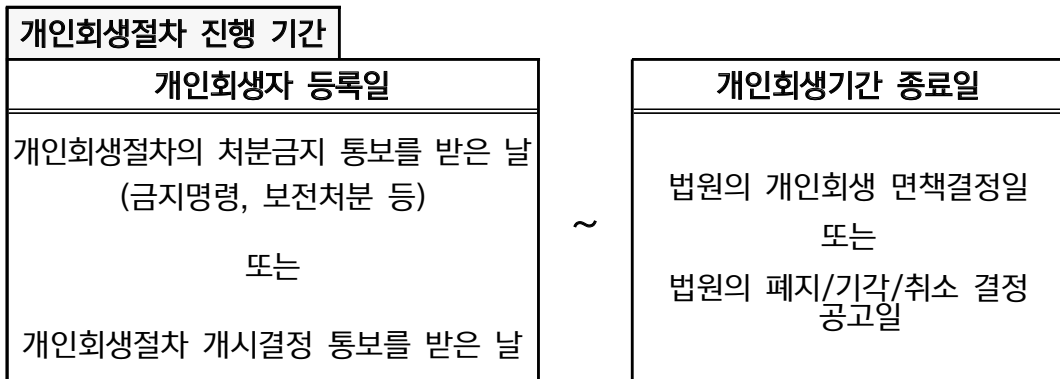 개인회생절차 진행 기간
개인회생자 등록일
개인회생절차의 처분금지 통보를 받은 날
(금지명령, 보전처분 등)
또는
개인회생절차 개시결정 통보를 받은 날
~
개인회생기간 종료일
법원의 개인회생 면책결정일
또는
법원의 폐지/기각/취소 결정
공고일